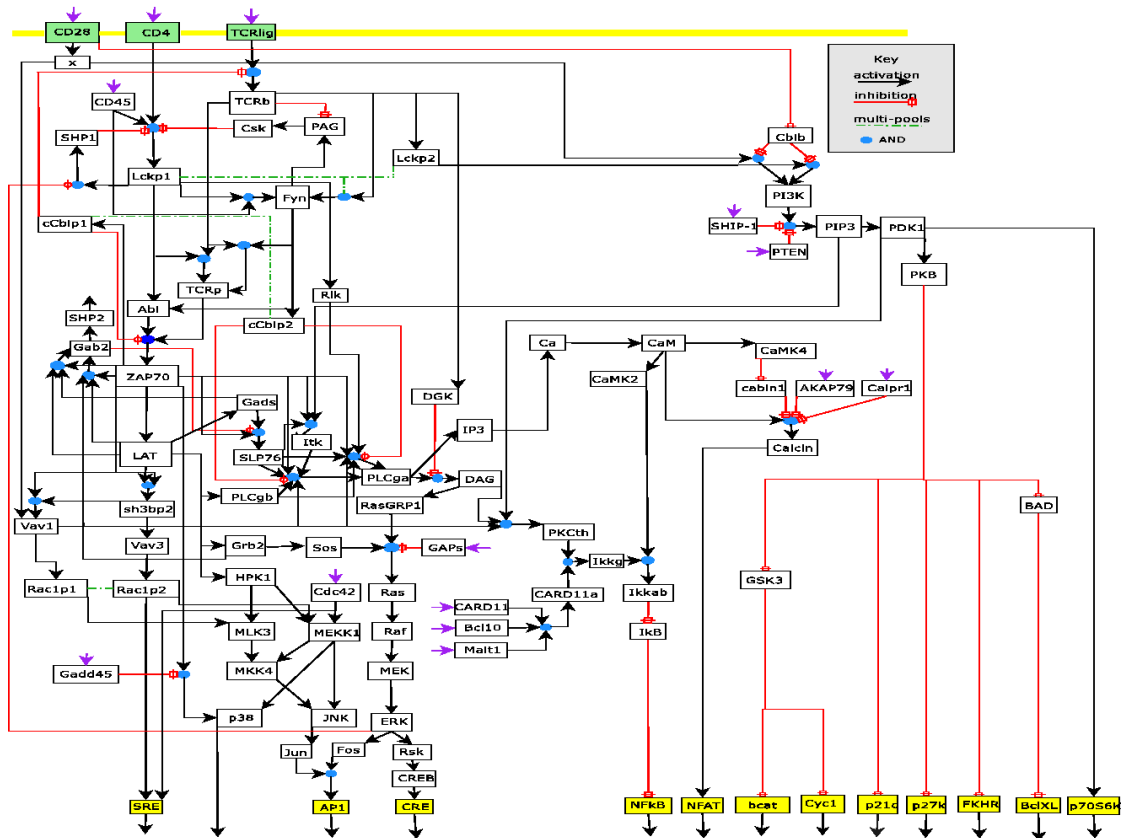 CD28
CD4
TCRlig
x
Key
activation
inhibition
multi-pools
AND
CD45
TCRb
SHP1
Csk
PAG
Cblb
Lckp2
Lckp1
PI3K
Fyn
cCblp1
SHIP-1
PIP3
PDK1
PTEN
PKB
TCRp
Rlk
Abl
SHP2
cCblp2
Gab2
Ca
CaM
CaMK4
ZAP70
CaMK2
cabin1
AKAP79
Calpr1
DGK
Gads
IP3
Itk
Calcin
LAT
SLP76
PLCga
DAG
PLCgb
RasGRP1
sh3bp2
Vav1
PKCth
Vav3
Grb2
Sos
GAPs
BAD
Ikkg
HPK1
Cdc42
GSK3
Rac1p1
Rac1p2
Ras
CARD11a
Ikkab
CARD11
MLK3
MEKK1
Raf
Bcl10
IkB
Malt1
Gadd45
MKK4
MEK
p38
JNK
ERK
Jun
Fos
Rsk
CREB
SRE
AP1
CRE
NFkB
NFAT
bcat
Cyc1
p21c
p27k
FKHR
BclXL
p70S6k